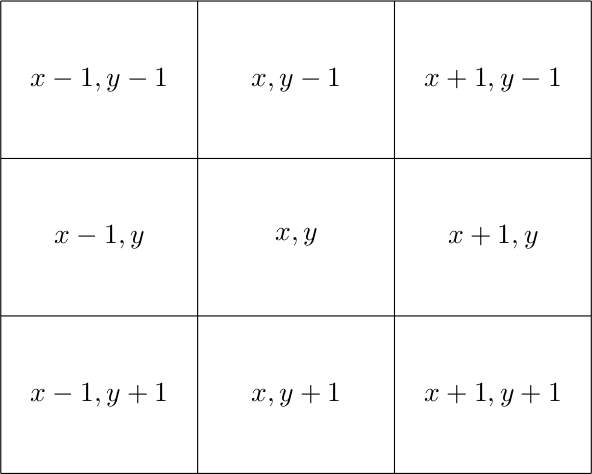 x − 1, y − 1 x, y − 1 x + 1, y − 1
x − 1, y x, y x + 1, y
x − 1, y + 1 x, y + 1 x + 1, y + 1